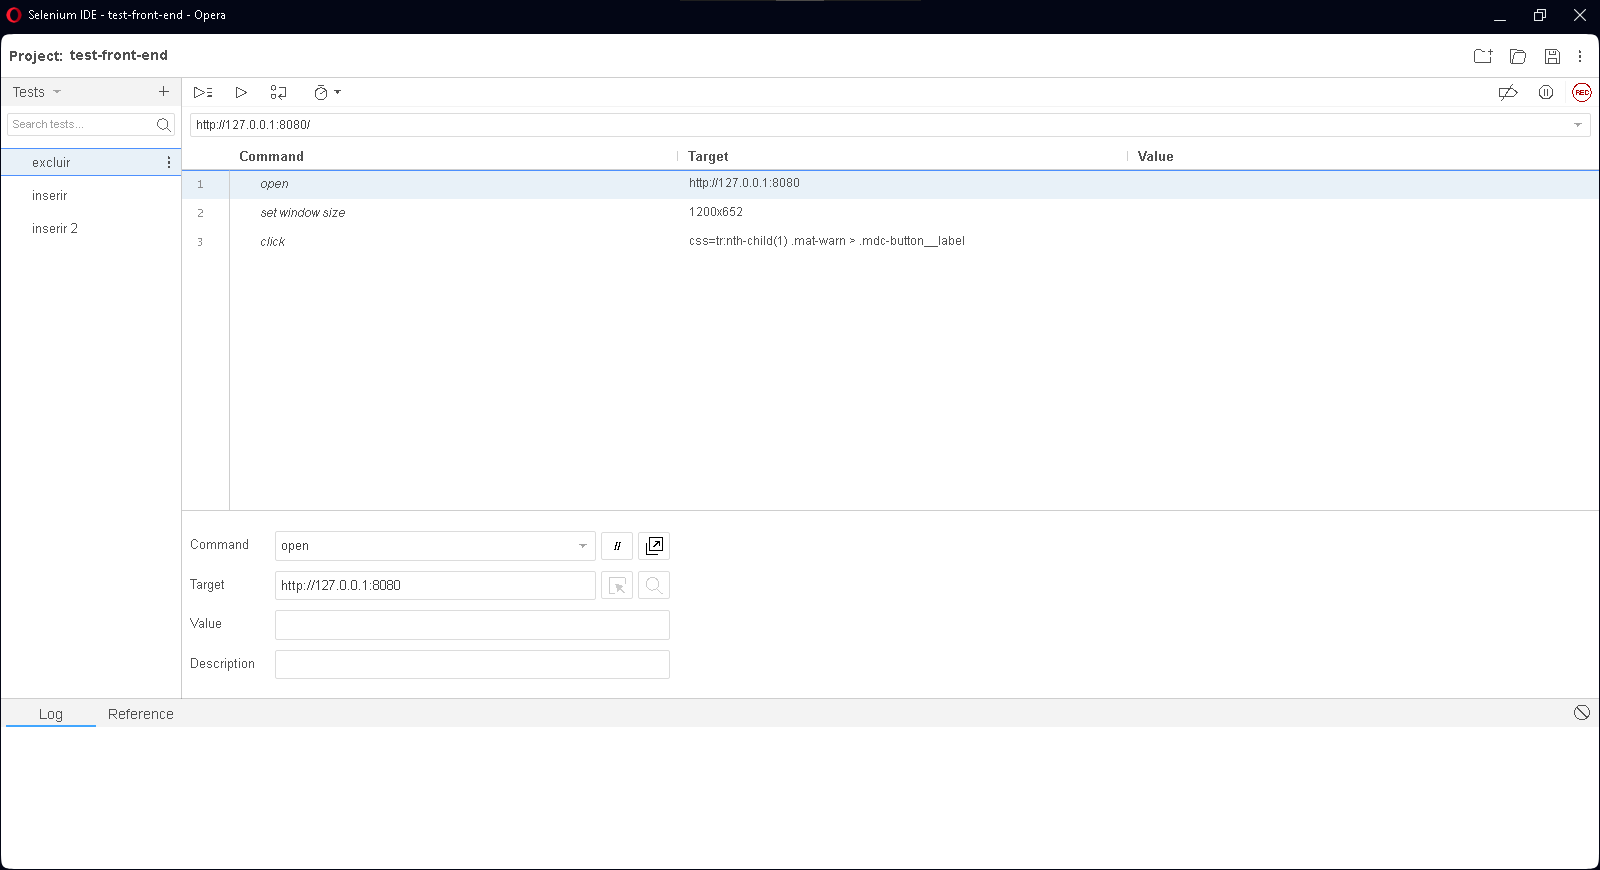 Selenium IDE - test-front-end - Opera
Project: test-front-end
Tests
Search tests...
REC
http://127.0.0.1:8080/
excluir
inserir
inserir 2
Command Target Value
1 open http://127.0.0.1:8080
2 set window size 1200x652
3 click css=tr:nth-child(1) .mat-warn > .mdc-button__label
Command open //
Target http://127.0.0.1:8080
Value
Description
Log Reference